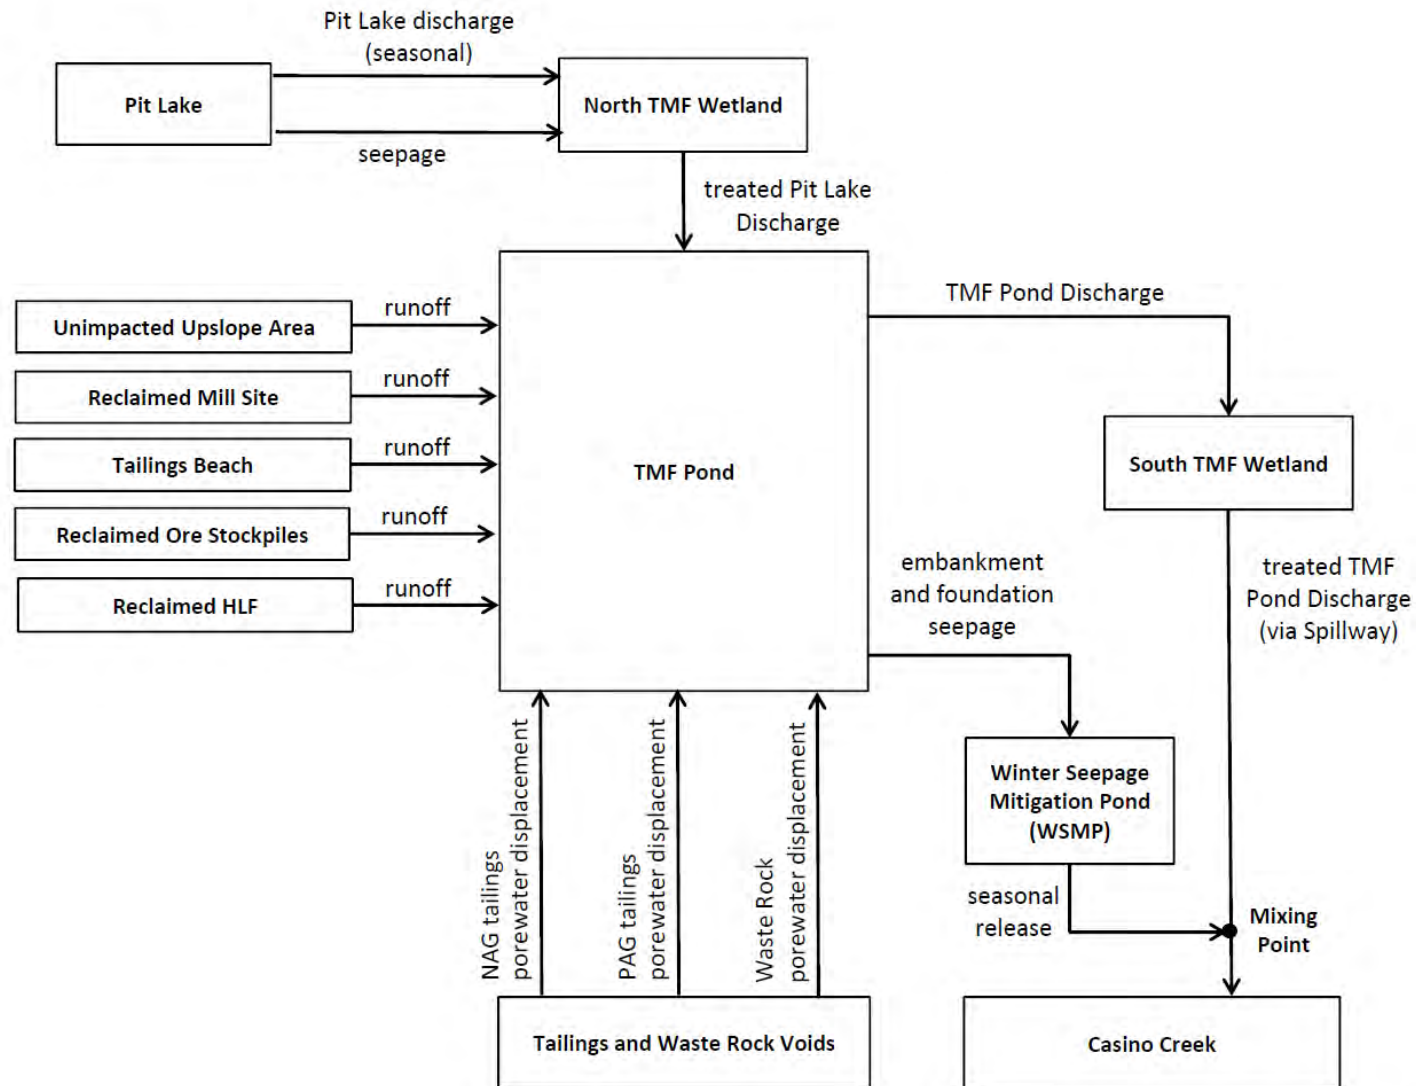 Pit Lake discharge
(seasonal)
Pit Lake
North TMF Wetland
seepage
treated Pit Lake
Discharge
TMF Pond Discharge
runoff
Unimpacted Upslope Area
runoff
Reclaimed Mill Site
runoff
Tailings Beach
TMF Pond
South TMF Wetland
runoff
Reclaimed Ore Stockpiles
runoff
Reclaimed HLF
embankment
and foundation
seepage
treated TMF
Pond Discharge
(via Spillway)
NAG tailings
porewater displacement
PAG tailings
porewater displacement
Waste Rock
porewater displacement
Winter Seepage
Mitigation Pond
(WSMP)
seasonal
release
Mixing
Point
Tailings and Waste Rock Voids
Casino Creek